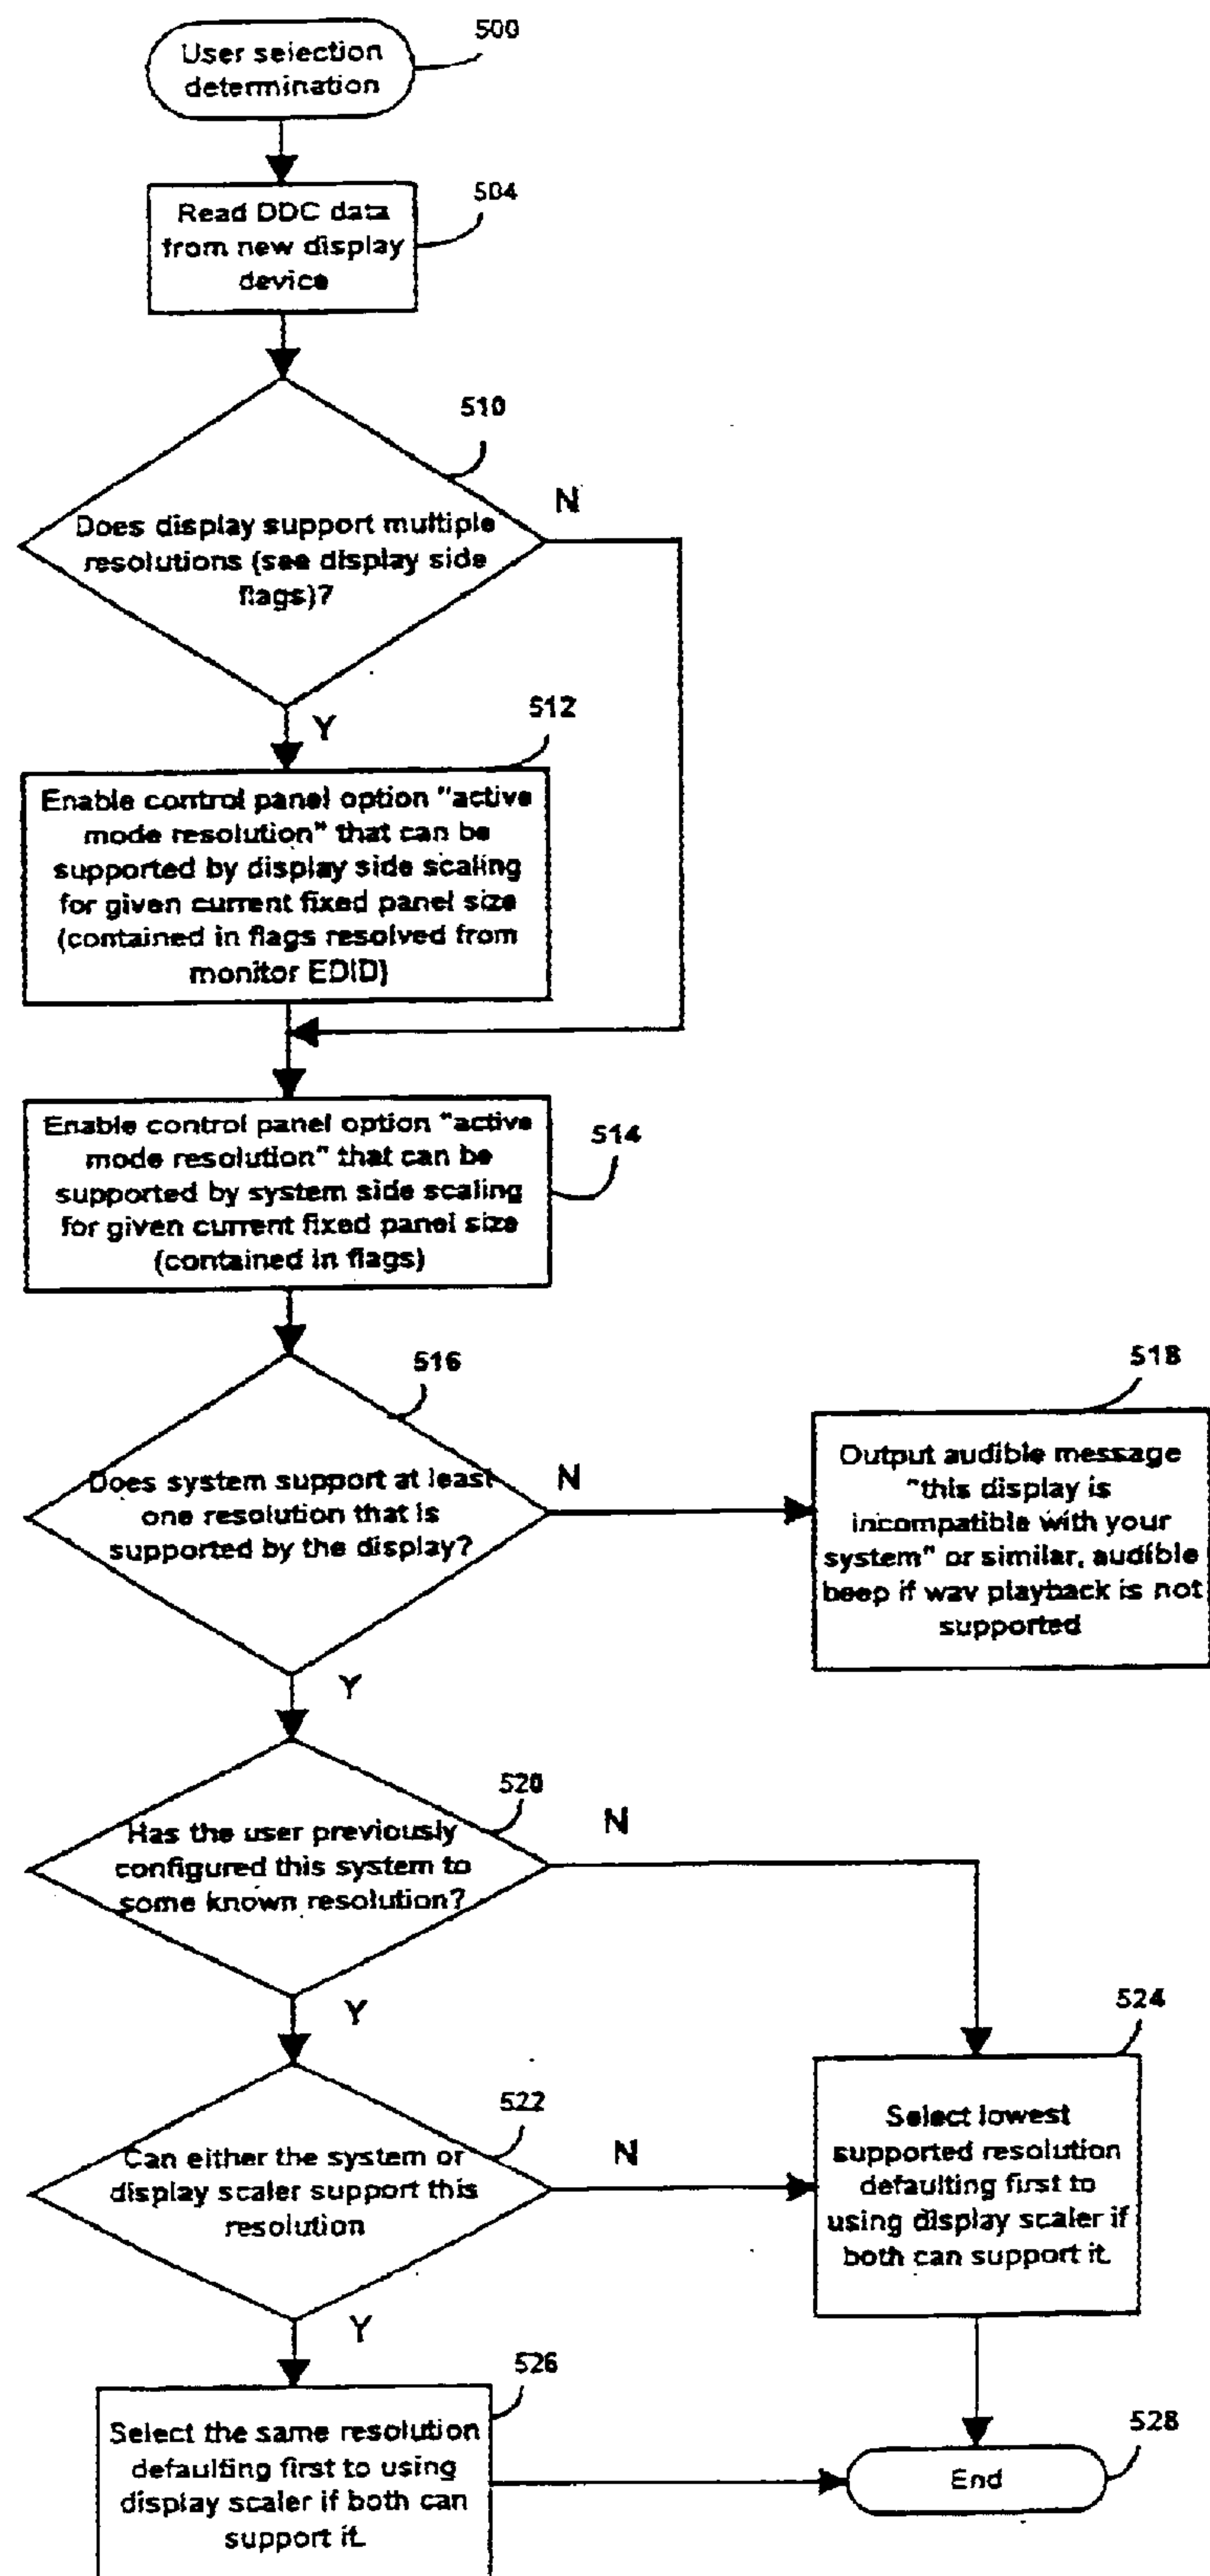 500
User selection
determination
504
Read DDC data
from new display
device
510
N
Does display support multiple
resolutions (see display side
flags)?
Y
512
Enable control panel option "active
mode resolution" that can be
supported by display side scaling
for given current fixed panel size
(contained in flags resolved from
monitor EDID)
Enable control panel option "active
mode resolution" that can be
supported by system side scaling
for given current fixed panel size
(contained in flags)
514
516
Does system support at least
one resolution that is
supported by the display?
N
518
Output audible message
"this display is
incompatible with your
system" or similar, audible
beep if wav playback is not
supported
Y
520
Has the user previously
configured this system to
some known resolution?
N
Y
522
Can either the system or
display scaler support this
resolution
N
524
Select lowest
supported resolution
defaulting first to
using display scaler if
both can support it.
Y
526
Select the same resolution
defaulting first to using
display scaler if both can
support it.
528
End